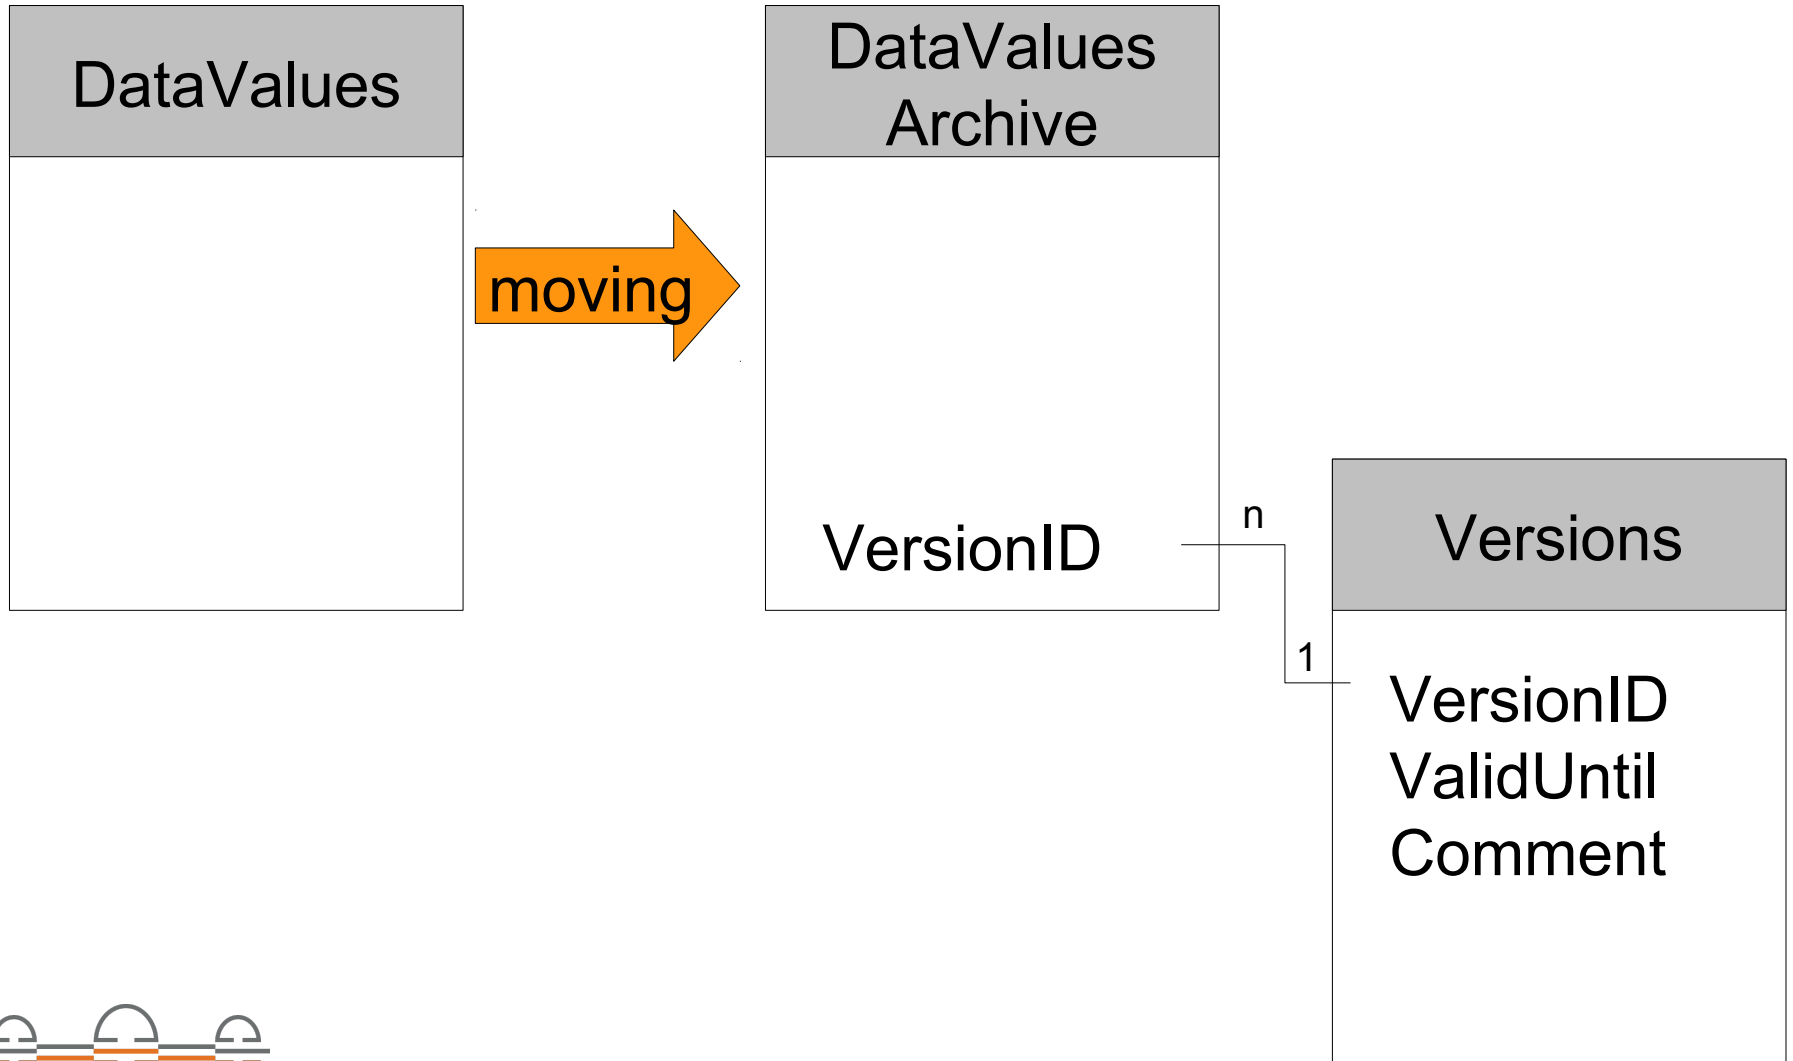 DataValues
DataValues
Archive
moving
VersionID
n
1
Versions
VersionID
ValidUntil
Comment